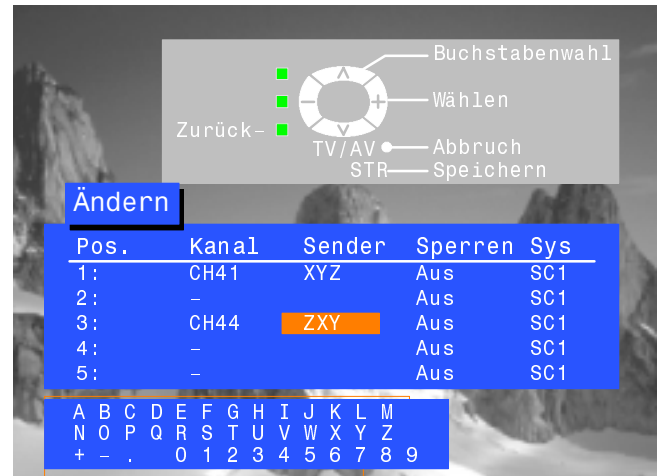 Buchstabenwahl
Wählen
Zurück
TV/AV Abbruch
STR Speichern
Ändern
Pos. Kanal Sender Sperren Sys
1: CH41 XYZ Aus SC1
2: – Aus SC1
3: CH44 ZXY Aus SC1
4: – Aus SC1
5: – Aus SC1
A B C D E F G H I J K L M
N O P Q R S T U V W X Y Z
+ – . 0 1 2 3 4 5 6 7 8 9